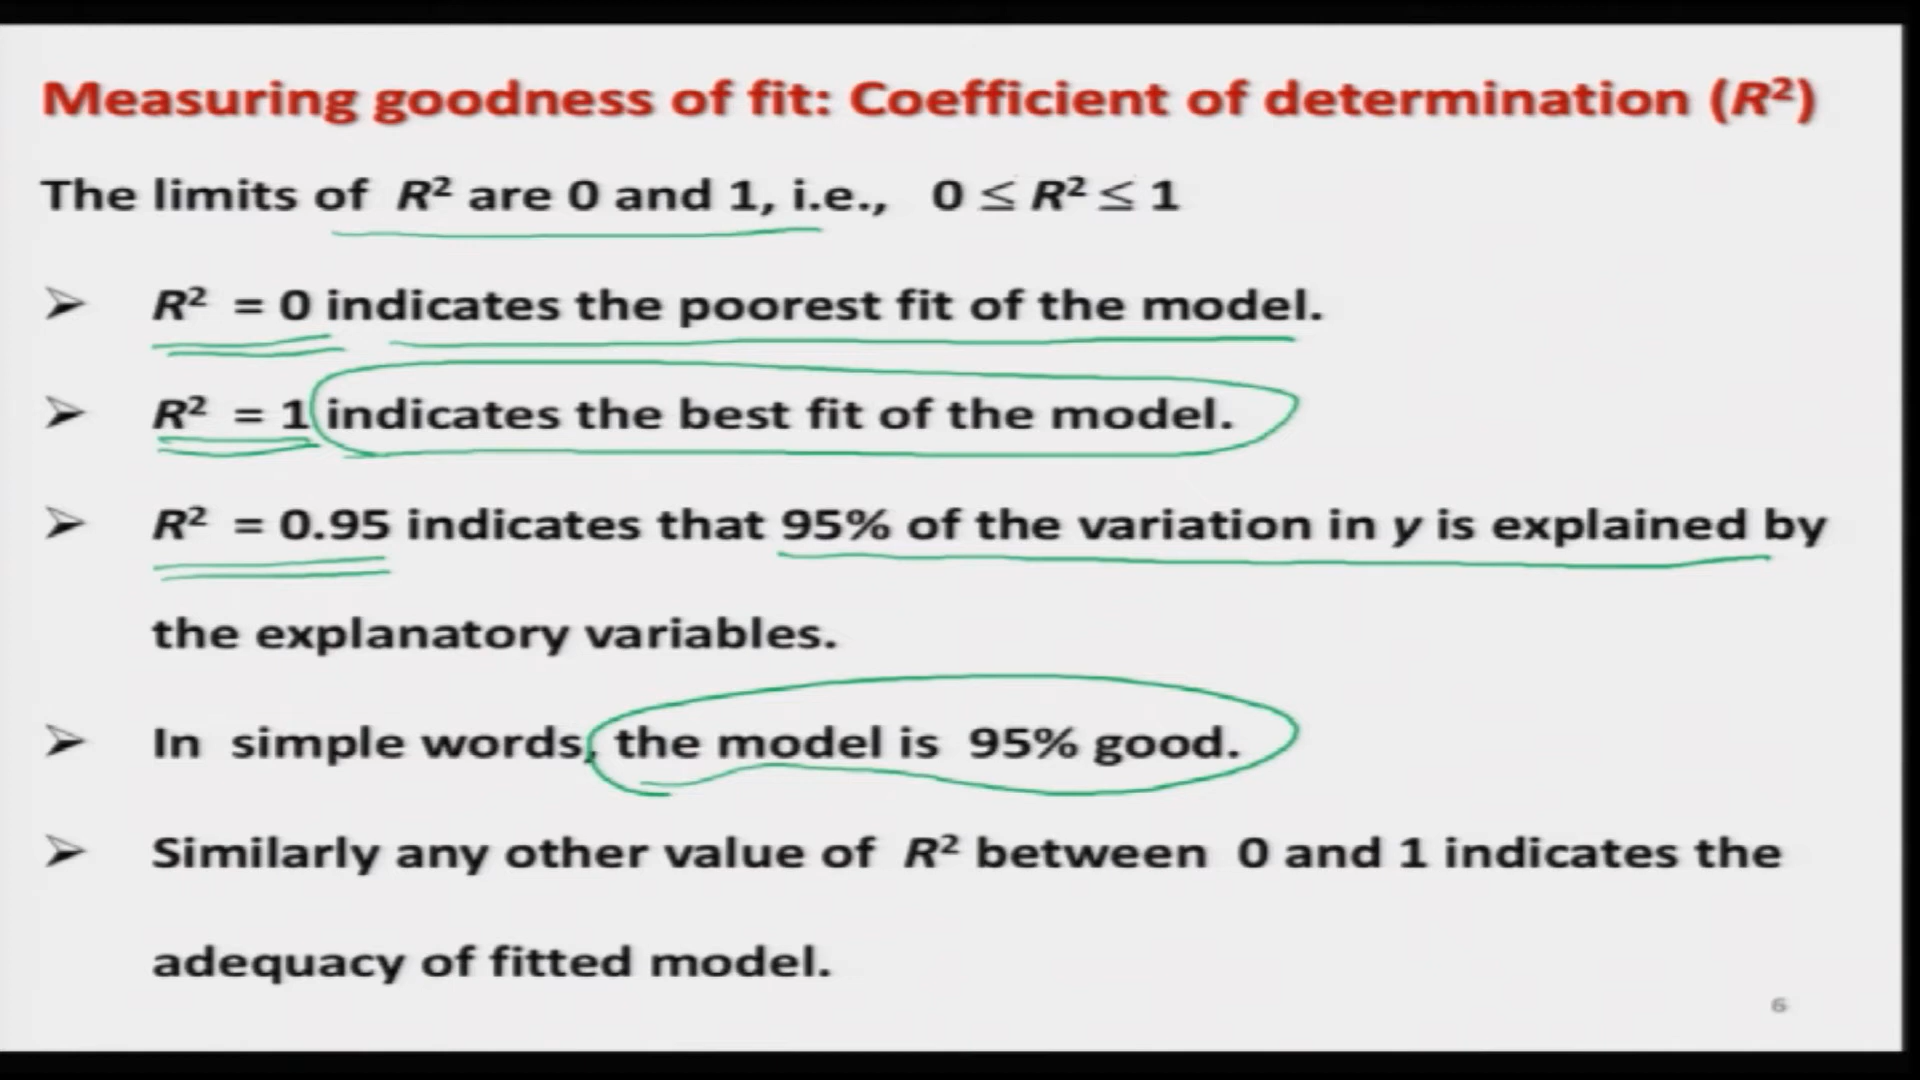 Measuring goodness of fit: Coefficient of determination (R²)
The limits of R² are 0 and 1, i.e., 0 ≤ R² ≤ 1
➢ R² = 0 indicates the poorest fit of the model.
➢ R² = 1 indicates the best fit of the model.
➢ R² = 0.95 indicates that 95% of the variation in y is explained by
the explanatory variables.
➢ In simple words, the model is 95% good.
➢ Similarly any other value of R² between 0 and 1 indicates the
adequacy of fitted model.
6